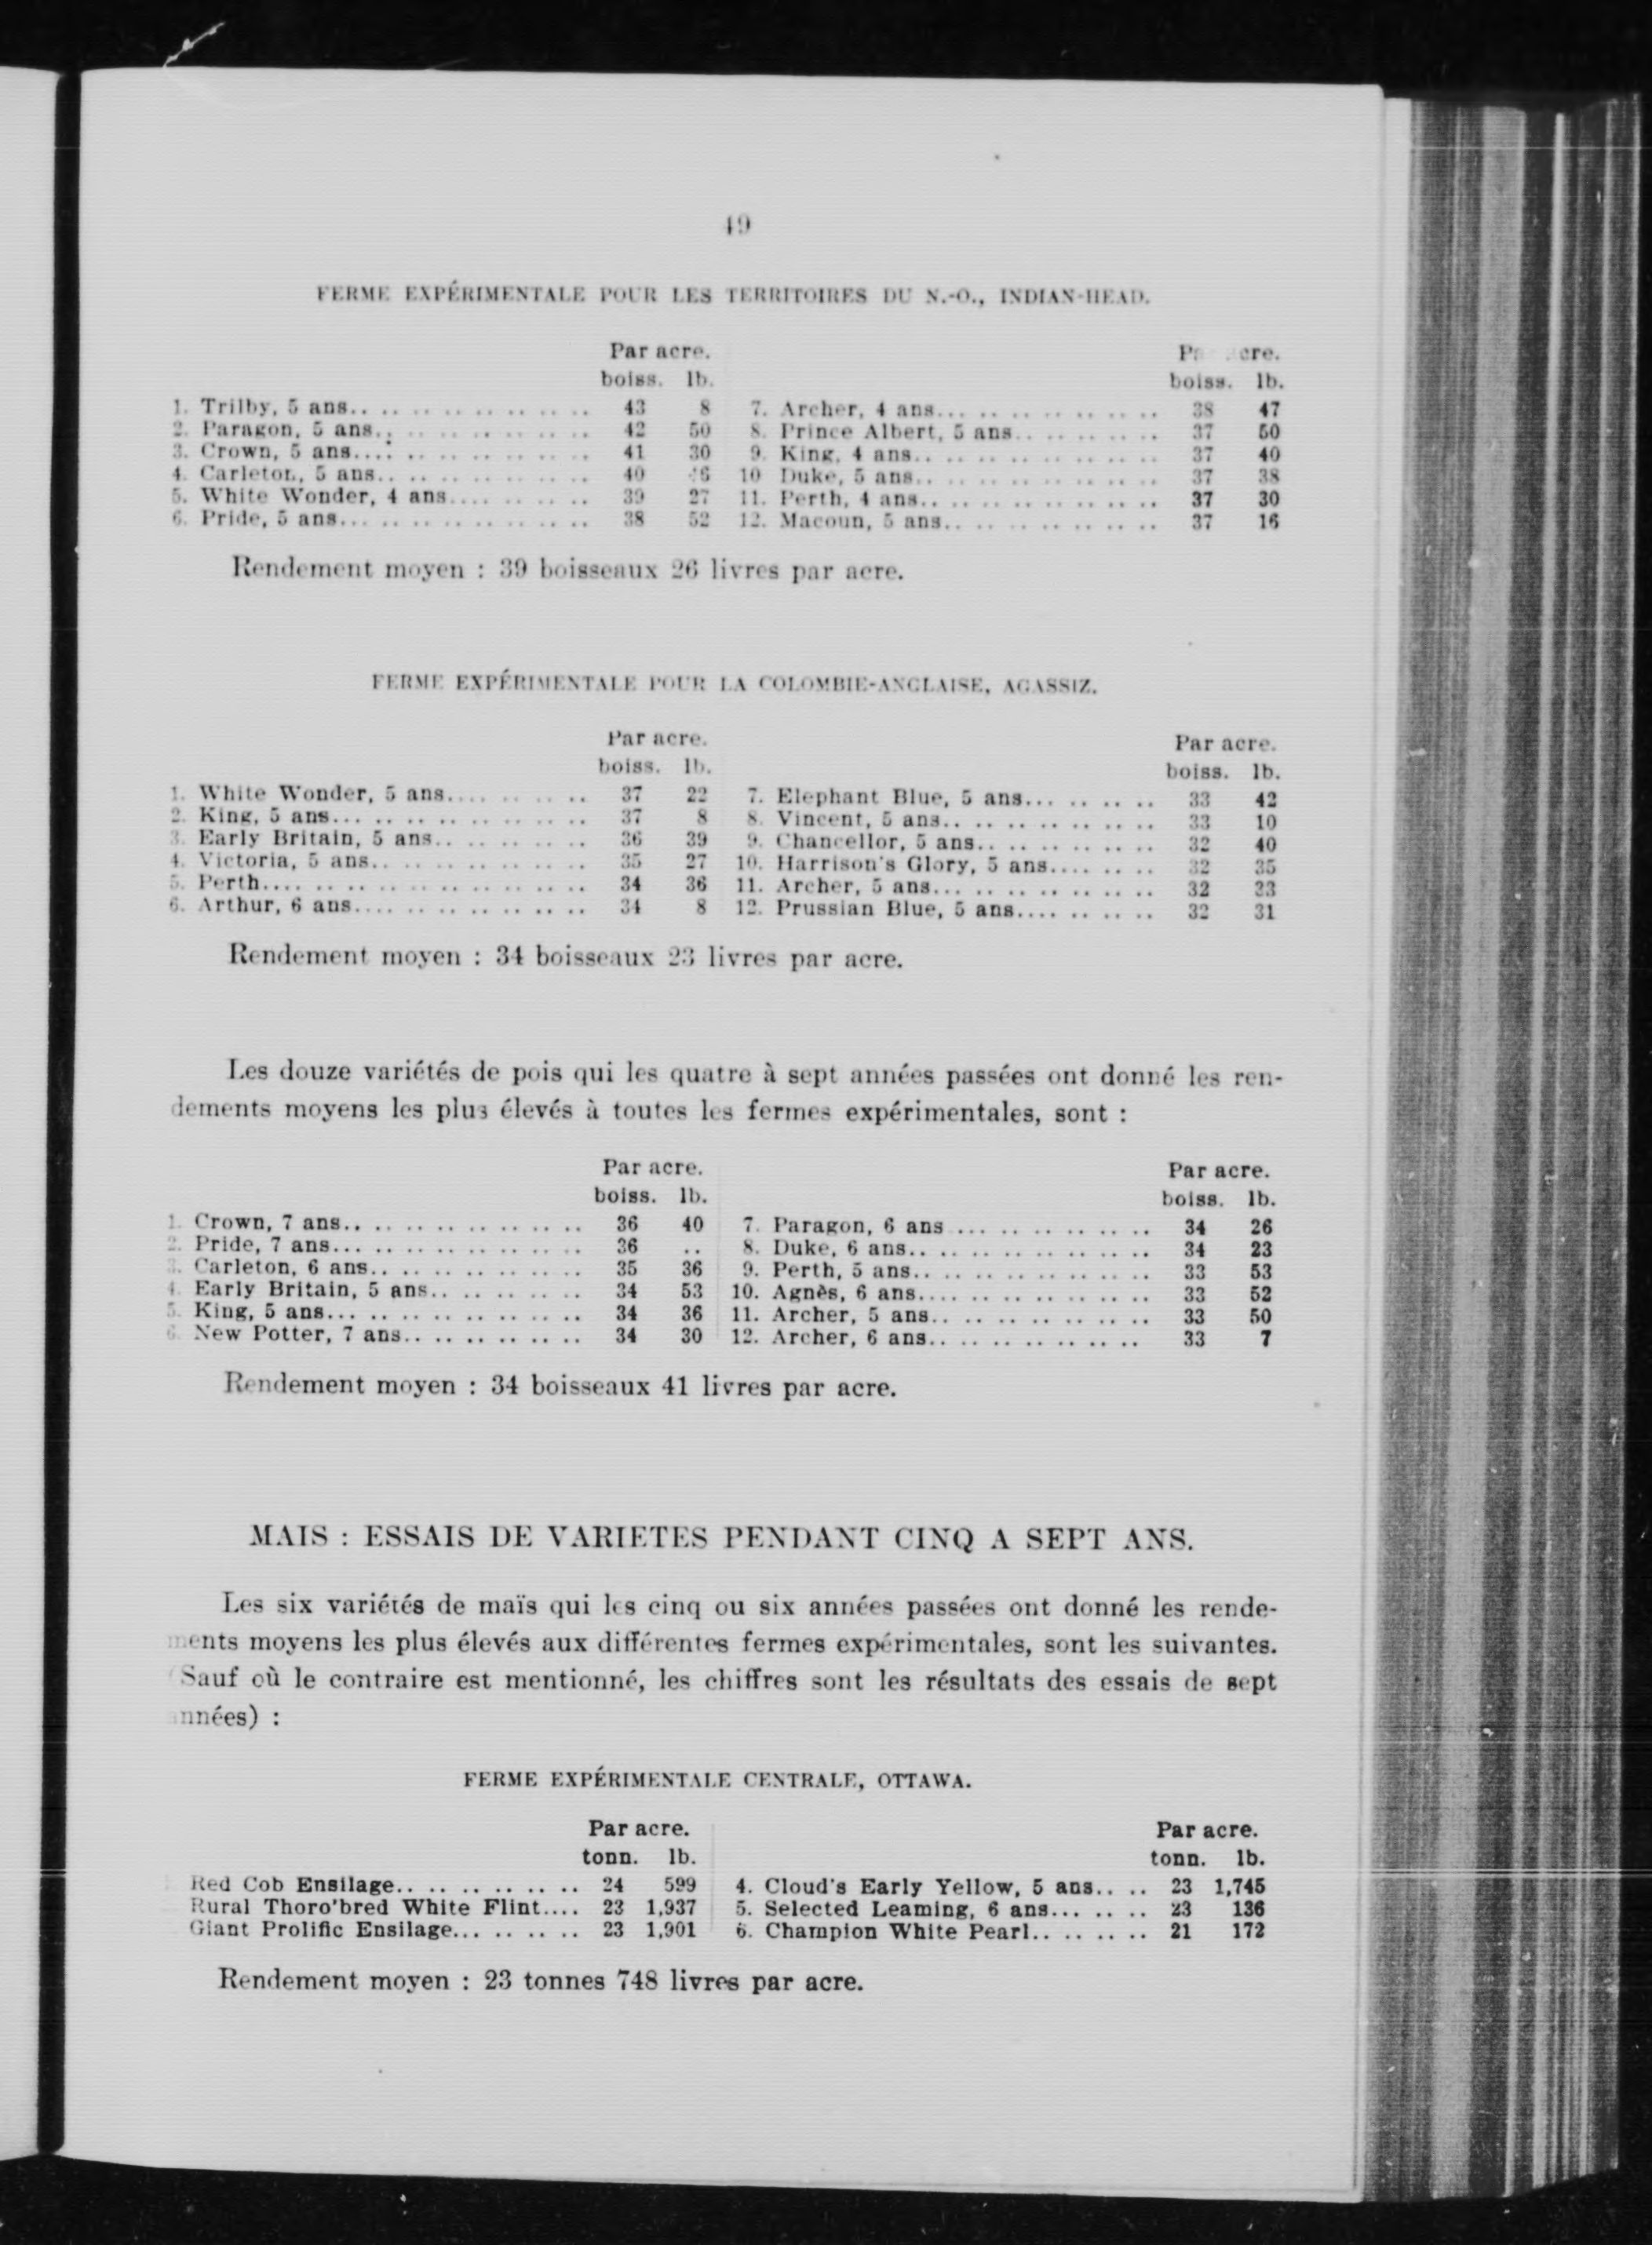 49
FERME EXPÉRIMENTALE POUR LES TERRITOIRES DU N.-O., INDIAN-HEAD.
Par acre.
boiss. lb.
1. Trilby, 5 ans.. 43 8
2. Paragon, 5 ans.. 42 50
3. Crown, 5 ans.... 41 30
4. Carleton, 5 ans.. 40
5. White Wonder, 4 ans.... 39 27
6. Pride, 5 ans... 38 52
cre.
boiss. lb.
7. Archer, 4 ans... 38 47
8. Prince Albert, 5 ans.. 37 50
9. King, 4 ans.. 37 40
10 Duke, 5 ans.. 37 38
11. Perth, 4 ans.. 37 30
12. Macoun, 5 ans.. 37 16
Rendement moyen : 39 boisseaux 26 livres par acre.
FERME EXPÉRIMENTALE POUR LA COLOMBIE-ANGLAISE, AGASSIZ.
Par acre.
boiss. lb.
1. White Wonder, 5 ans.... 37 22
2. King, 5 ans... 37 8
3. Early Britain, 5 ans.. 36 39
4. Victoria, 5 ans.. 35 27
5. Perth.... 34 36
6. Arthur, 6 ans.... 34 8
Par acre.
boiss. lb.
7. Elephant Blue, 5 ans... 33 42
8. Vincent, 5 ans.. 33 10
9. Chancellor, 5 ans.. 32 40
10. Harrison's Glory, 5 ans.... 32 35
11. Archer, 5 ans... 32 33
12. Prussian Blue, 5 ans.... 32 31
Rendement moyen : 34 boisseaux 23 livres par acre.
Les douze variétés de pois qui les quatre à sept années passées ont donné les ren-
dements moyens les plus élevés à toutes les fermes expérimentales, sont :
Par acre.
boiss. lb.
1. Crown, 7 ans.. 36 40
2. Pride, 7 ans... 36 ..
3. Carleton, 6 ans.. 35 36
4. Early Britain, 5 ans.. 34 53
5. King, 5 ans... 34 36
6. New Potter, 7 ans.. 34 30
Par acre.
boiss. lb.
7. Paragon, 6 ans ... 34 26
8. Duke, 6 ans.. 34 23
9. Perth, 5 ans.. 33 53
10. Agnès, 6 ans.... 33 52
11. Archer, 5 ans.. 33 50
12. Archer, 6 ans.. 33 7
Rendement moyen : 34 boisseaux 41 livres par acre.
MAIS : ESSAIS DE VARIETES PENDANT CINQ A SEPT ANS.
Les six variétés de maïs qui les cinq ou six années passées ont donné les rende-
ments moyens les plus élevés aux différentes fermes expérimentales, sont les suivantes.
(Sauf où le contraire est mentionné, les chiffres sont les résultats des essais de sept
années) :
FERME EXPÉRIMENTALE CENTRALE, OTTAWA.
Par acre.
tonn. lb.
Red Cob Ensilage.. 24 599
Rural Thoro'bred White Flint.... 23 1,937
Giant Prolific Ensilage... 23 1,901
Par acre.
tonn. lb.
4. Cloud's Early Yellow, 5 ans.. .. 23 1,745
5. Selected Leaming, 6 ans... 23 136
6. Champion White Pearl.. 21 172
Rendement moyen : 23 tonnes 748 livres par acre.